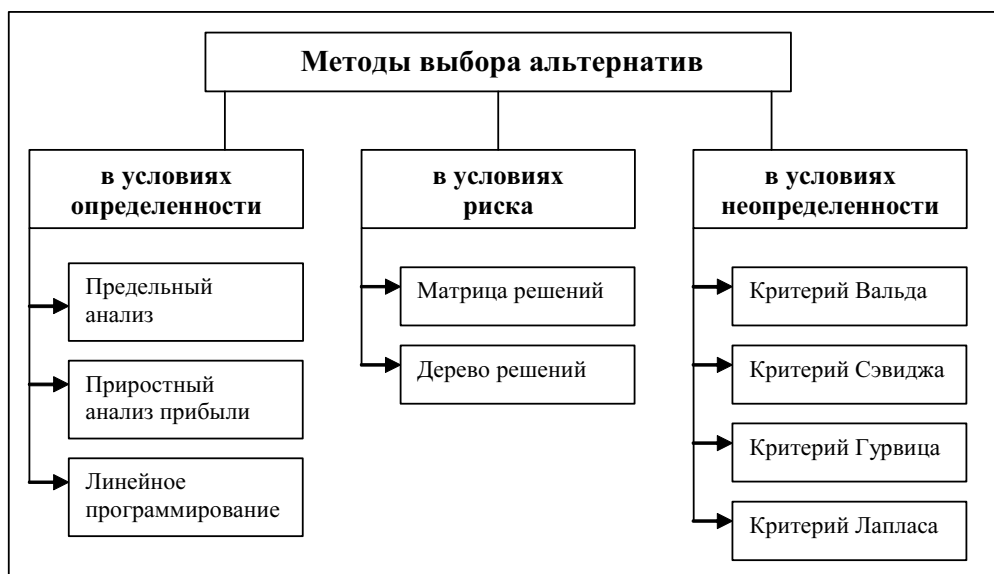 Методы выбора альтернатив
в условиях
определенности
Предельный
анализ
Приростный
анализ прибыли
Линейное
программирование
в условиях
риска
Матрица решений
Дерево решений
в условиях
неопределенности
Критерий Вальда
Критерий Сэвиджа
Критерий Гурвица
Критерий Лапласа